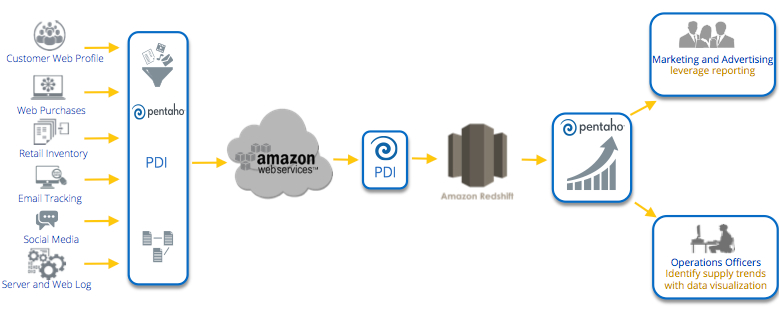 Customer Web Profile
Web Purchases
Retail Inventory
Email Tracking
Social Media
Server and Web Log
pentaho
PDI
amazon
webservices™
PDI
Amazon Redshift
pentaho
Marketing and Advertising
leverage reporting
Operations Officers
Identify supply trends
with data visualization